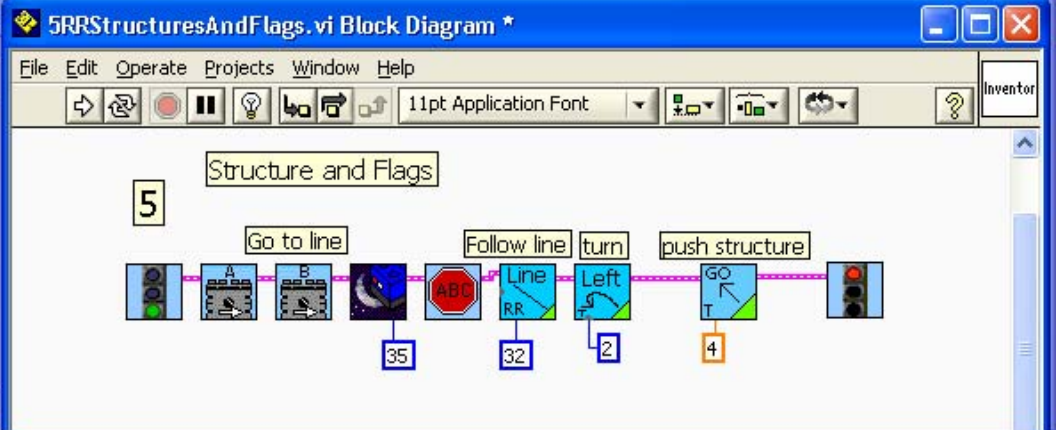 5RRStructuresAndFlags.vi Block Diagram *
File Edit Operate Projects Window Help
11pt Application Font
?
Inventor
Structure and Flags
5
Go to line
Follow line
turn
push structure
A
B
ABC
Line
RR
Left
T
GO
T
35
32
2
4